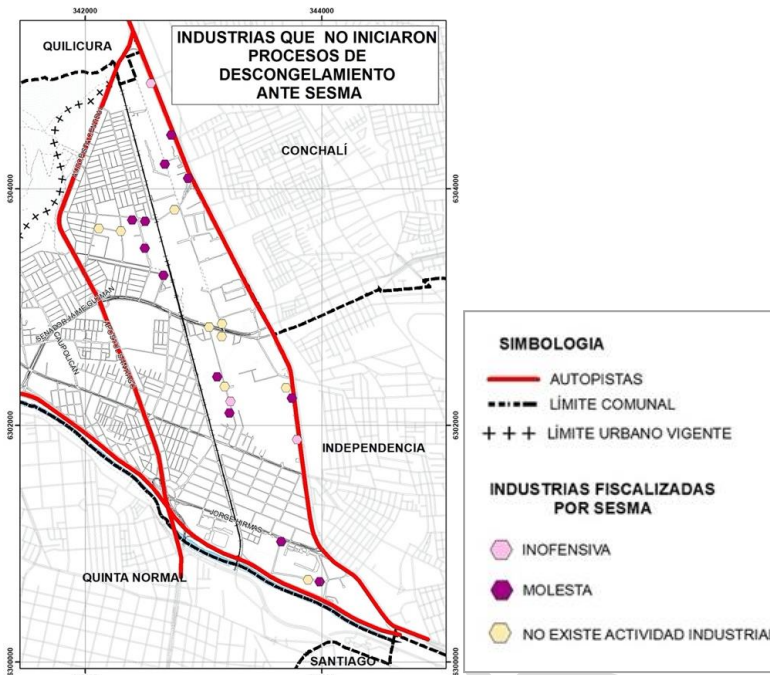 342000
344000
QUILICURA
INDUSTRIAS QUE NO INICIARON
PROCESOS DE
DESCONGELAMIENTO
ANTE SESMA
CONCHALÍ
6304000
6304000
SENADOR JAIME GUZMAN
CAUPOLICÁN
6302000
6302000
INDEPENDENCIA
JORGE HIRMAS
QUINTA NORMAL
SANTIAGO
6300000
6300000
SIMBOLOGIA
AUTOPISTAS
LÍMITE COMUNAL
LÍMITE URBANO VIGENTE
INDUSTRIAS FISCALIZADAS
POR SESMA
INOFENSIVA
MOLESTA
NO EXISTE ACTIVIDAD INDUSTRIAL